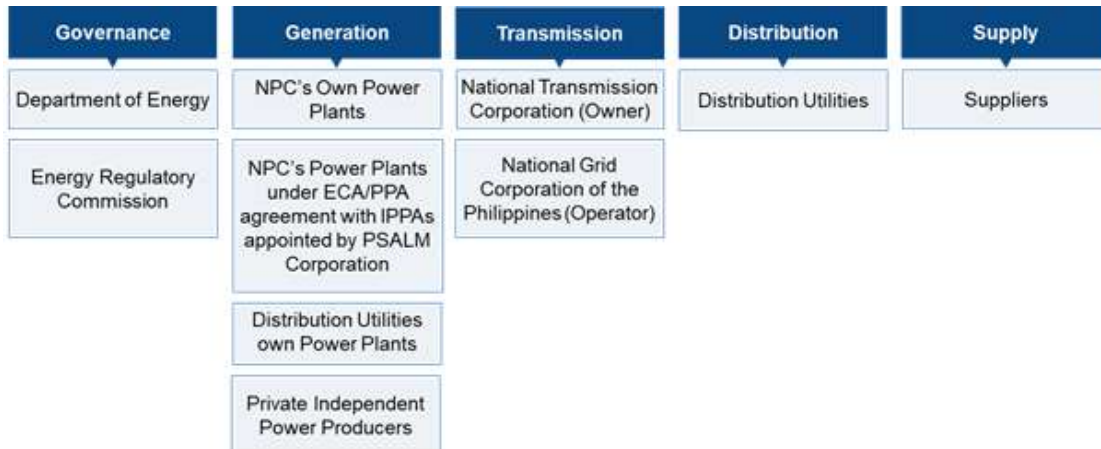 Governance
Generation
Transmission
Distribution
Supply
Department of Energy
Energy Regulatory
Commission
NPC's Own Power
Plants
NPC's Power Plants
under ECA/PPA
agreement with IPPAs
appointed by PSALM
Corporation
Distribution Utilities
own Power Plants
Private Independent
Power Producers
National Transmission
Corporation (Owner)
National Grid
Corporation of the
Philippines (Operator)
Distribution Utilities
Suppliers